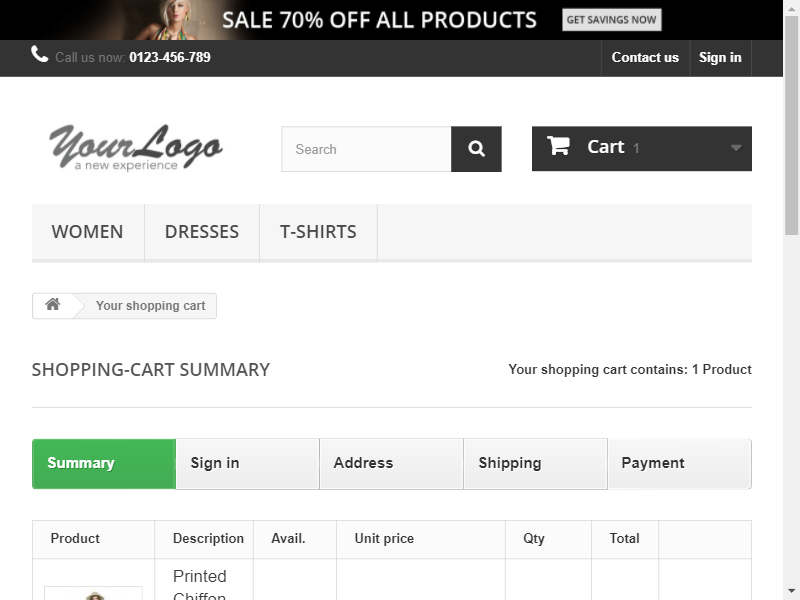 SALE 70% OFF ALL PRODUCTS GET SAVINGS NOW
Call us now: 0123-456-789 Contact us Sign in
YourLogo
a new experience
Search
Cart 1
WOMEN DRESSES T-SHIRTS
Your shopping cart
SHOPPING-CART SUMMARY Your shopping cart contains: 1 Product
Summary Sign in Address Shipping Payment
Product Description Avail. Unit price Qty Total
Printed
Chiffon